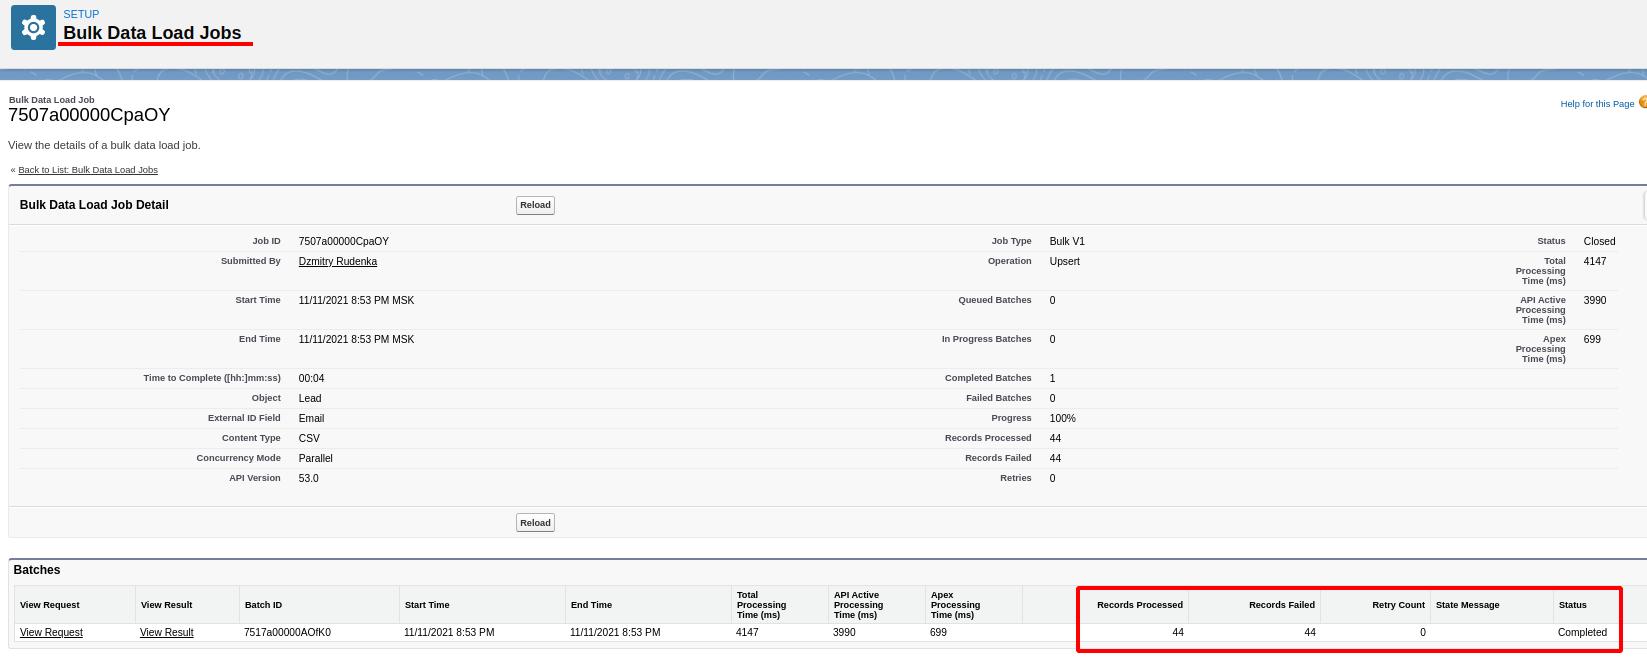 SETUP
Bulk Data Load Jobs
Bulk Data Load Job
7507a00000CpaOY
Help for this Page
View the details of a bulk data load job.
« Back to List: Bulk Data Load Jobs
Bulk Data Load Job Detail
Reload
Job ID 7507a00000CpaOY Job Type Bulk V1 Status Closed
Submitted By Dzmitry Rudenka Operation Upsert Total Processing Time (ms) 4147
Start Time 11/11/2021 8:53 PM MSK Queued Batches 0 API Active Processing Time (ms) 3990
End Time 11/11/2021 8:53 PM MSK In Progress Batches 0 Apex Processing Time (ms) 699
Time to Complete ([hh:]mm:ss) 00:04 Completed Batches 1
Object Lead Failed Batches 0
External ID Field Email Progress 100%
Content Type CSV Records Processed 44
Concurrency Mode Parallel Records Failed 44
API Version 53.0 Retries 0
Reload
Batches
View Request View Result Batch ID Start Time End Time Total Processing Time (ms) API Active Processing Time (ms) Apex Processing Time (ms) Records Processed Records Failed Retry Count State Message Status
View Request View Result 7517a00000AOfK0 11/11/2021 8:53 PM 11/11/2021 8:53 PM 4147 3990 699 44 44 0 Completed